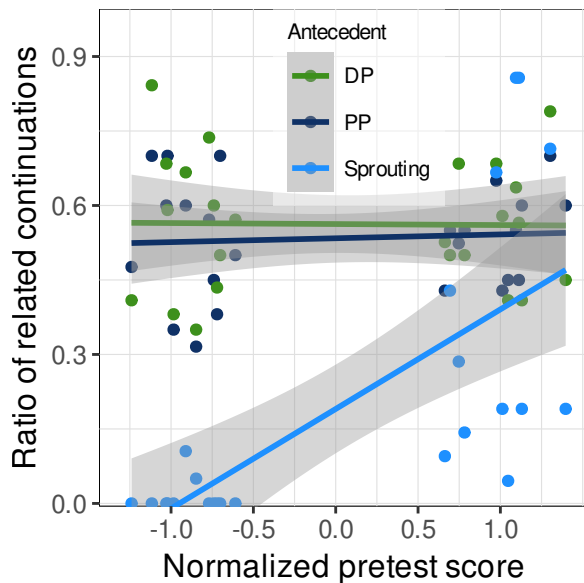 Antecedent
DP
PP
Sprouting
Ratio of related continuations
0.9
0.6
0.3
0.0
-1.0 -0.5 0.0 0.5 1.0
Normalized pretest score